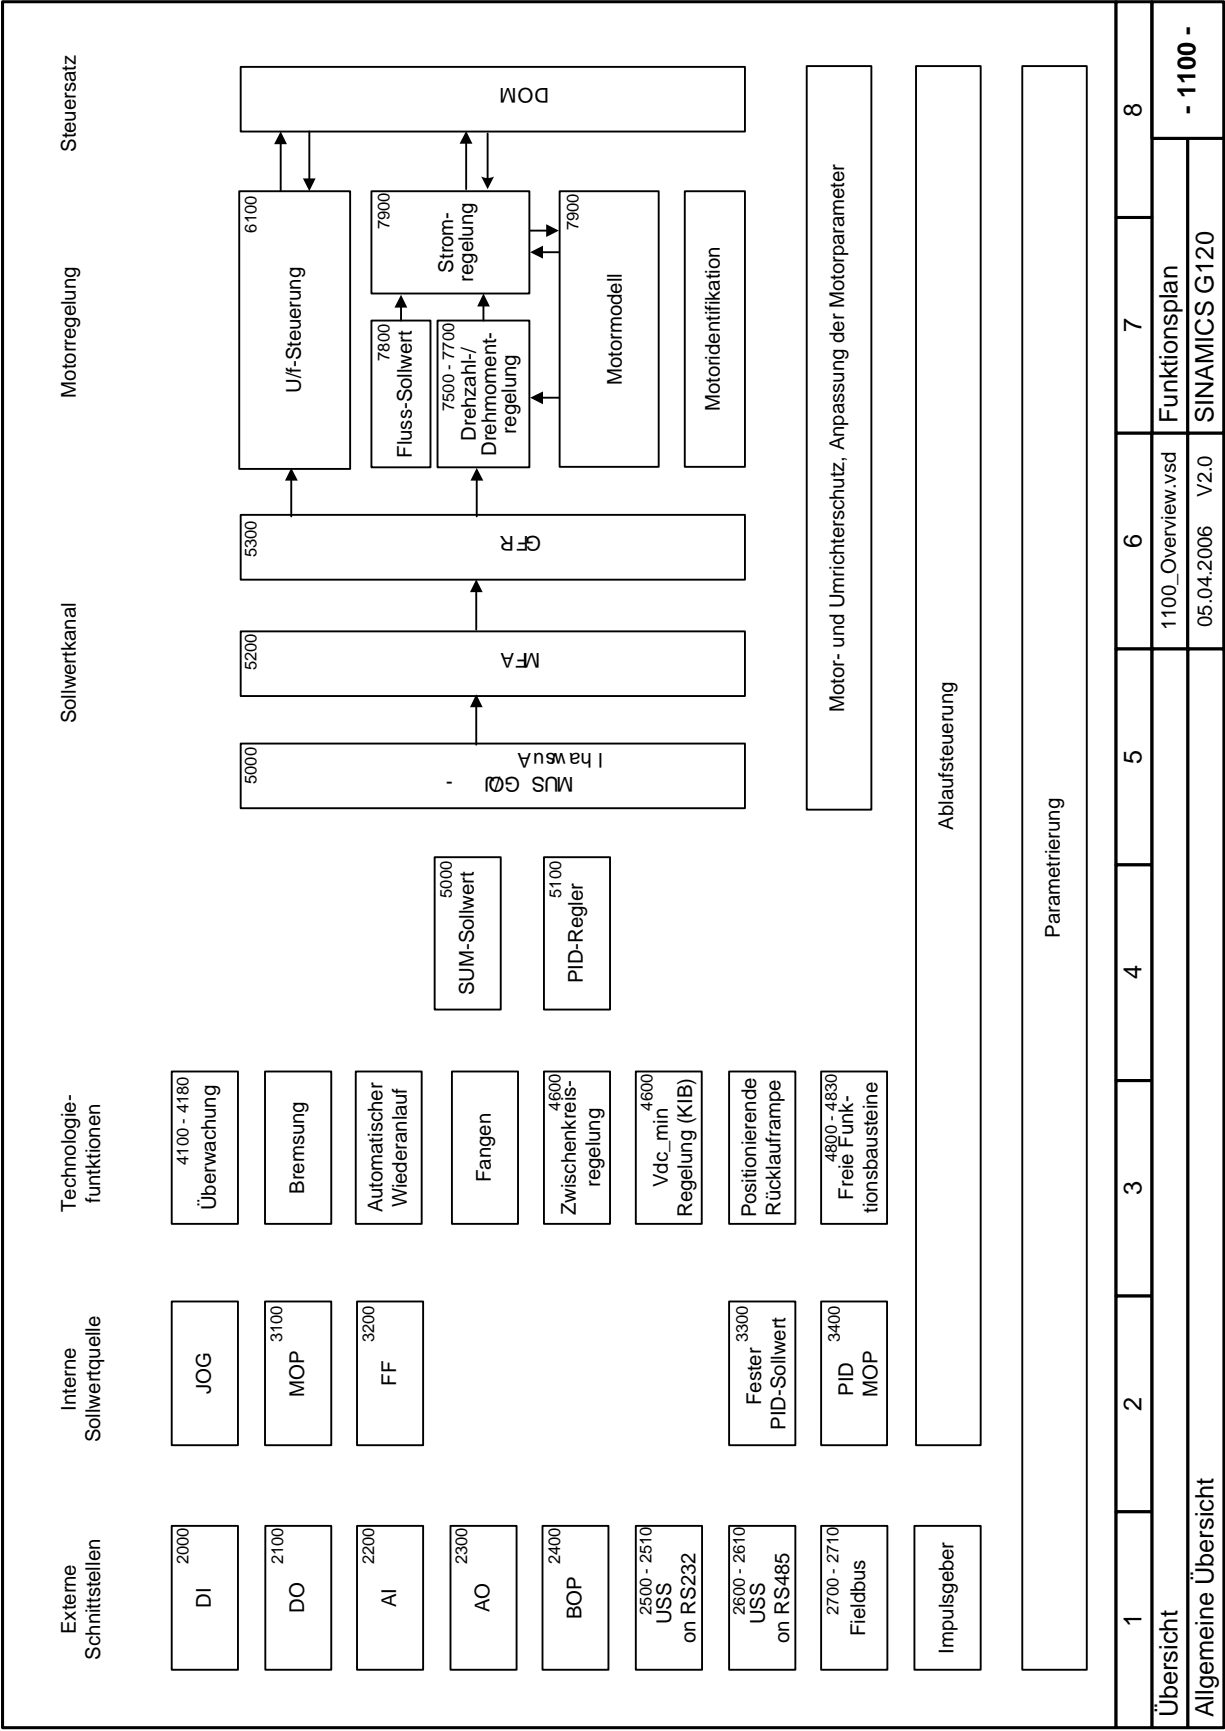 Externe
Schnittstellen
Interne
Sollwertquelle
Technologie-
funtktionen
Sollwertkanal
Motorregelung
Steuersatz
2000
DI
2100
DO
2200
AI
2300
AO
2400
BOP
2500 - 2510
USS
on RS232
2600 - 2610
USS
on RS485
2700 - 2710
Fieldbus
Impulsgeber
JOG
3100
MOP
3200
FF
3300
Fester
PID-Sollwert
3400
PID
MOP
4100 - 4180
Überwachung
Bremsung
Automatischer
Wiederanlauf
Fangen
4600
Zwischenkreis-
regelung
4600
Vdc_min
Regelung (KIB)
Positionierende
Rücklauframpe
4800 - 4830
Freie Funk-
tionsbausteine
5000
SUM-Sollwert
5100
PID-Regler
5000
Auswahl
5200
MFA
5300
6100
U/f-Steuerung
7800
Fluss-Sollwert
7900
Strom-
regelung
7500 - 7700
Drehzahl-/
Drehmoment-
regelung
7900
Motormodell
Motoridentifikation
MOD
Motor- und Umrichterschutz, Anpassung der Motorparameter
Ablaufsteuerung
Parametrierung
1 2 3 4 5 6 7 8
Übersicht
1100_Overview.vsd
Funktionsplan
- 1100 -
Allgemeine Übersicht
05.04.2006 V2.0
SINAMICS G120